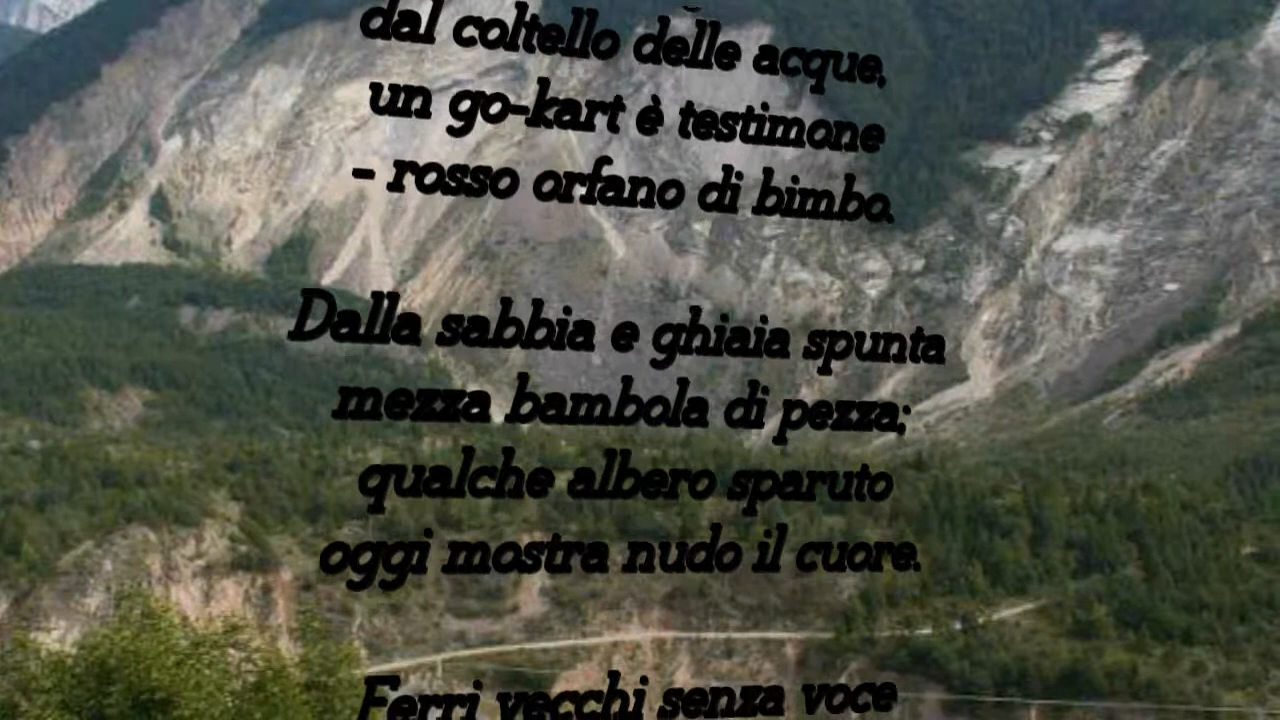 dal coltello delle acque,
un go-kart è testimone
- rosso orfano di bimbo.
Dalla sabbia e ghiaia spunta
mezza bambola di pezza;
qualche albero sparuto
oggi mostra nudo il cuore.
Ferri vecchi senza voce